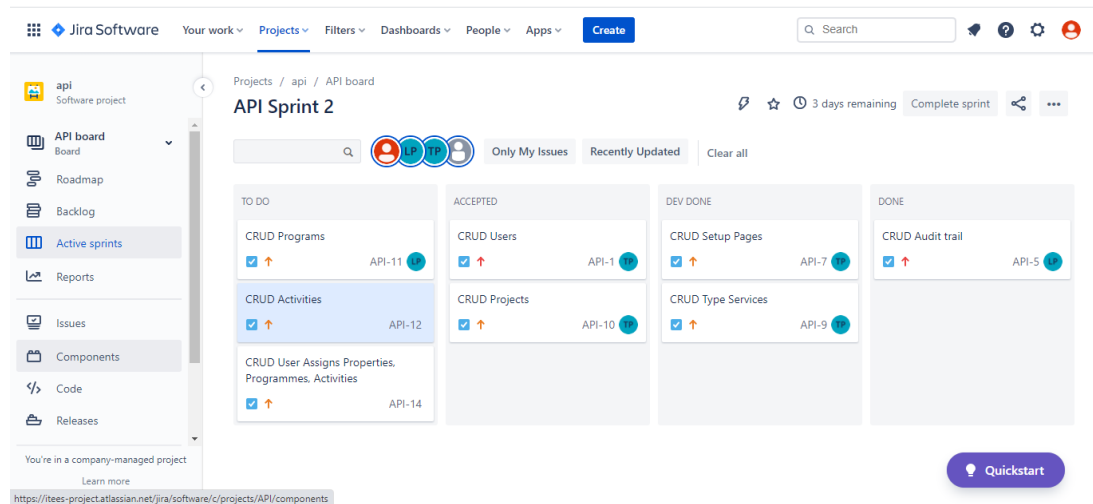 Jira Software Your work Projects Filters Dashboards People Apps Create Search
api
Software project
API board
Board
Roadmap
Backlog
Active sprints
Reports
Issues
Components
Code
Releases
You're in a company-managed project
Learn more
Projects / api / API board
API Sprint 2
3 days remaining Complete sprint
LP TP Only My Issues Recently Updated Clear all
TO DO
CRUD Programs
API-11 LP
CRUD Activities
API-12
CRUD User Assigns Properties,
Programmes, Activities
API-14
ACCEPTED
CRUD Users
API-1 TP
CRUD Projects
API-10 TP
DEV DONE
CRUD Setup Pages
API-7 TP
CRUD Type Services
API-9 TP
DONE
CRUD Audit trail
API-5 LP
Quickstart
https://itees-project.atlassian.net/jira/software/c/projects/API/components